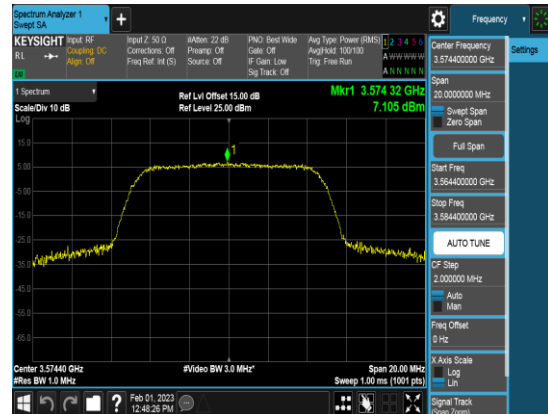 Spectrum Analyzer 1
Swept SA
+
Frequency
KEYSIGHT
RL
Input: RF
Coupling: DC
Align: Off
Input Z: 50 Ω
Corrections: Off
Freq Ref: Int (S)
#Atten: 22 dB
Preamp: Off
Source: Off
PNO: Best Wide
Gate: Off
IF Gain: Low
Sig Track: Off
Avg Type: Power (RMS)
Avg|Hold: 100/100
Trig: Free Run
1 2 3 4 5 6
A W W W W W
A N N N N N
1 Spectrum
Scale/Div 10 dB
Log
Ref Lvl Offset 15.00 dB
Ref Level 25.00 dBm
Mkr1 3.574 32 GHz
7.105 dBm
1
15.0
5.00
-5.00
-15.0
-25.0
-35.0
-45.0
-55.0
-65.0
Center 3.57440 GHz
#Res BW 1.0 MHz
#Video BW 3.0 MHz*
Span 20.00 MHz
Sweep 1.00 ms (1001 pts)
Center Frequency
3.574400000 GHz
Settings
Span
20.0000000 MHz
Swept Span
Zero Span
Full Span
Start Freq
3.564400000 GHz
Stop Freq
3.584400000 GHz
AUTO TUNE
CF Step
2.000000 MHz
Auto
Man
Freq Offset
0 Hz
X Axis Scale
Log
Lin
Signal Track
(Span Zoom)
?
Feb 01, 2023
12:48:26 PM